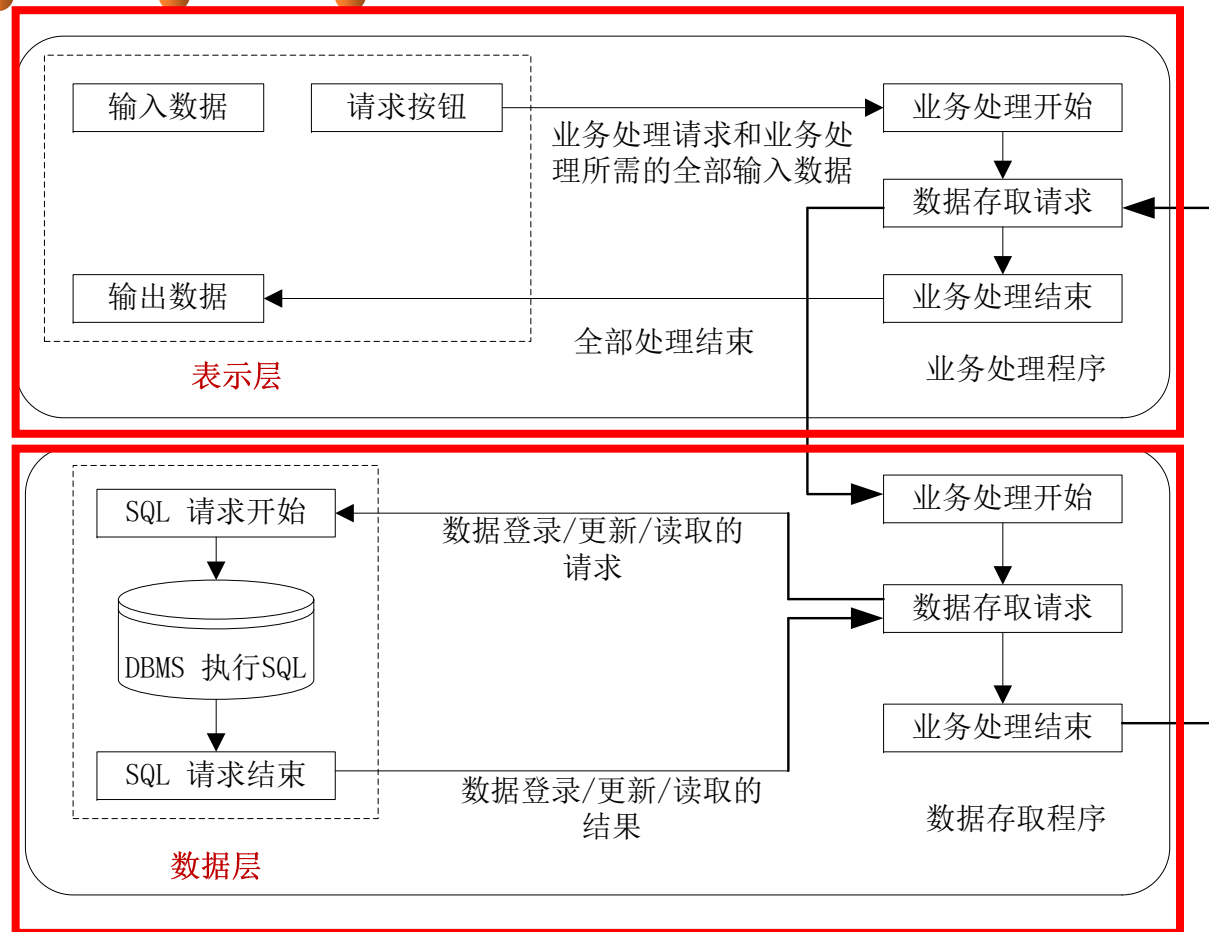 输入数据
请求按钮
业务处理开始
业务处理请求和业务处
理所需的全部输入数据
数据存取请求
输出数据
业务处理结束
全部处理结束
表示层
业务处理程序
SQL 请求开始
业务处理开始
数据登录/更新/读取的
请求
数据存取请求
DBMS 执行SQL
业务处理结束
SQL 请求结束
数据登录/更新/读取的
结果
数据存取程序
数据层